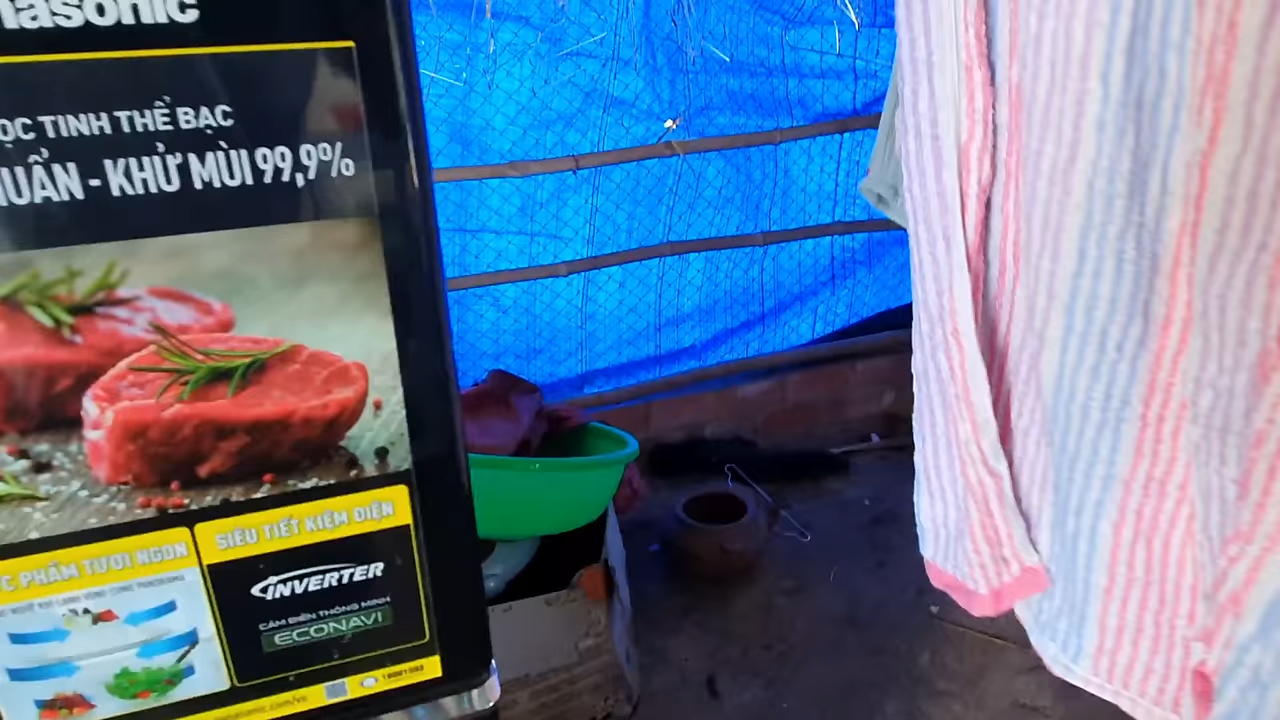 nasonic
ỌC TINH THỂ BẠC
UẨN - KHỬ MÙI 99,9%
C PHẨM TƯƠI NGON
SIÊU TIẾT KIỆM ĐIỆN
INVERTER
CẢM BIẾN THÔNG MINH
ECONAVI